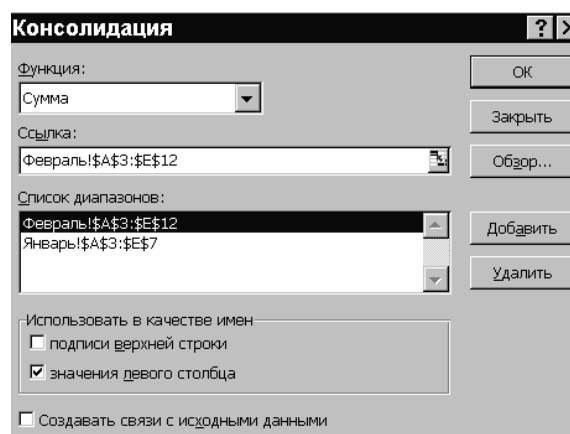 Консолидация
Функция:
Сумма
Ссылка:
Февраль!$A$3:$E$12
Список диапазонов:
Февраль!$A$3:$E$12
Январь!$A$3:$E$7
Использовать в качестве имен
подписи верхней строки
значения левого столбца
Создавать связи с исходными данными
ОК
Закрыть
Обзор...
Добавить
Удалить